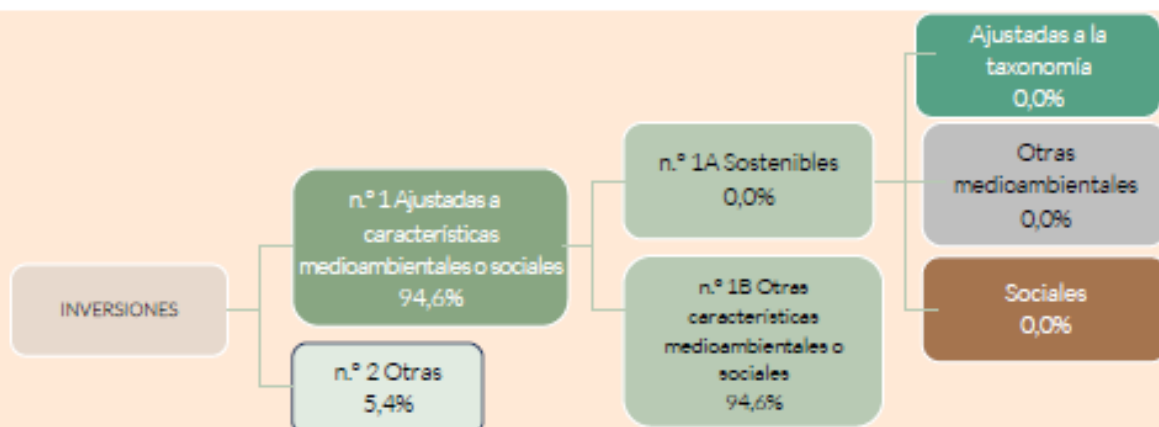 INVERSIONES
n.º 1 Ajustadas a
características
medioambientales o sociales
94,6%
n.º 2 Otras
5,4%
n.º 1A Sostenibles
0,0%
n.º 1B Otras
características
medioambientales o
sociales
94,6%
Ajustadas a la
taxonomía
0,0%
Otras
medioambientales
0,0%
Sociales
0,0%